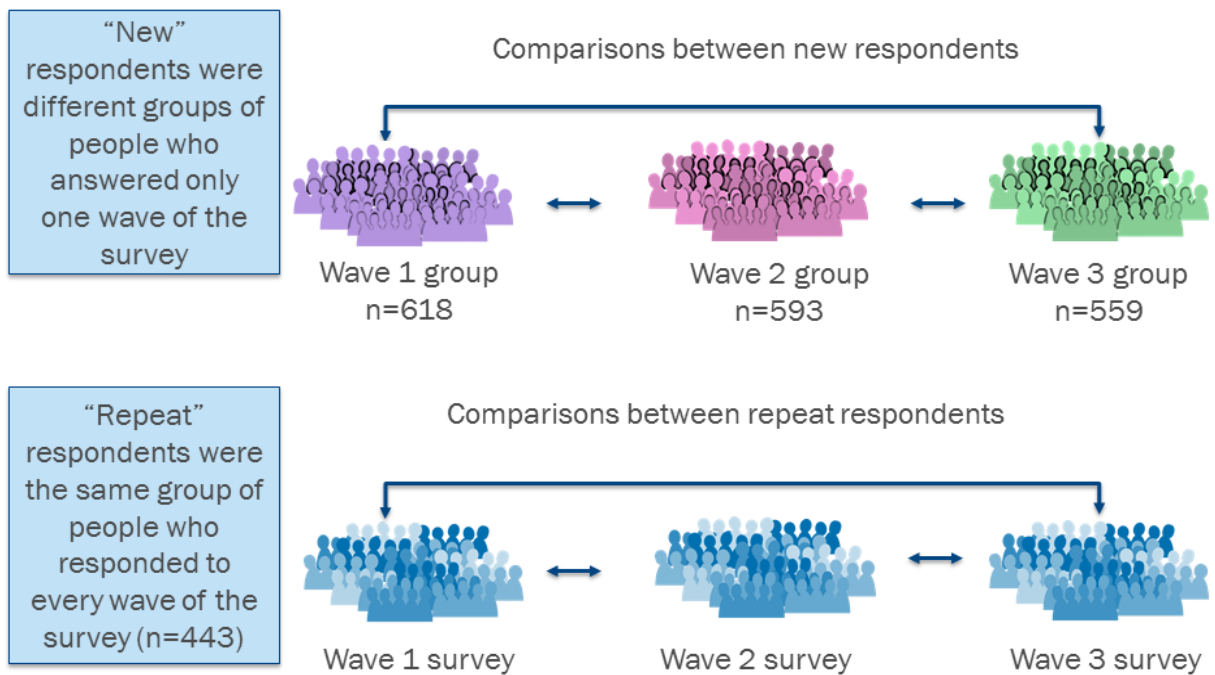 “New”
respondents were
different groups of
people who
answered only
one wave of the
survey
Comparisons between new respondents
Wave 1 group
n=618
Wave 2 group
n=593
Wave 3 group
n=559
“Repeat”
respondents were
the same group of
people who
responded to
every wave of the
survey (n=443)
Comparisons between repeat respondents
Wave 1 survey
Wave 2 survey
Wave 3 survey